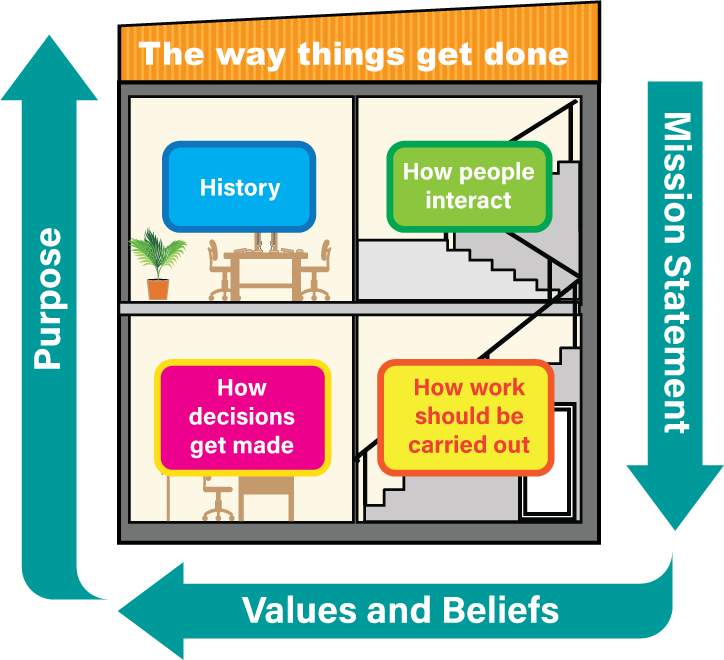 The way things get done
History
How people
interact
How
decisions
get made
How work
should be
carried out
Mission Statement
Values and Beliefs
Purpose